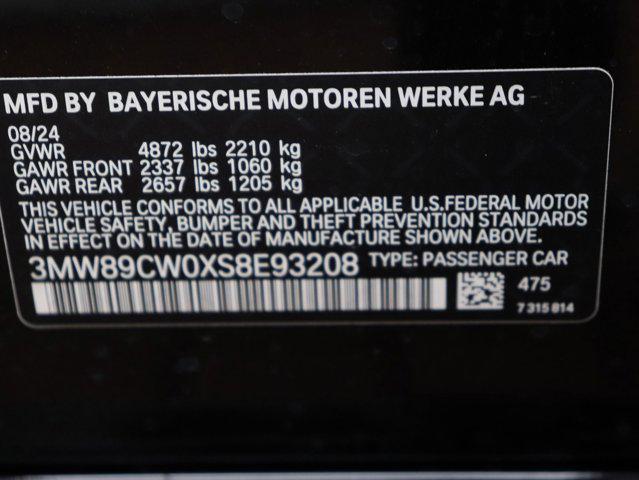 MFD BY BAYERISCHE MOTOREN WERKE AG
08/24
GVWR 4872 lbs 2210 kg
GAWR FRONT 2337 lbs 1060 kg
GAWR REAR 2657 lbs 1205 kg
THIS VEHICLE CONFORMS TO ALL APPLICABLE U.S.FEDERAL MOTOR
VEHICLE SAFETY, BUMPER AND THEFT PREVENTION STANDARDS
IN EFFECT ON THE DATE OF MANUFACTURE SHOWN ABOVE.
3MW89CW0XS8E93208 TYPE: PASSENGER CAR
475
7 315 814